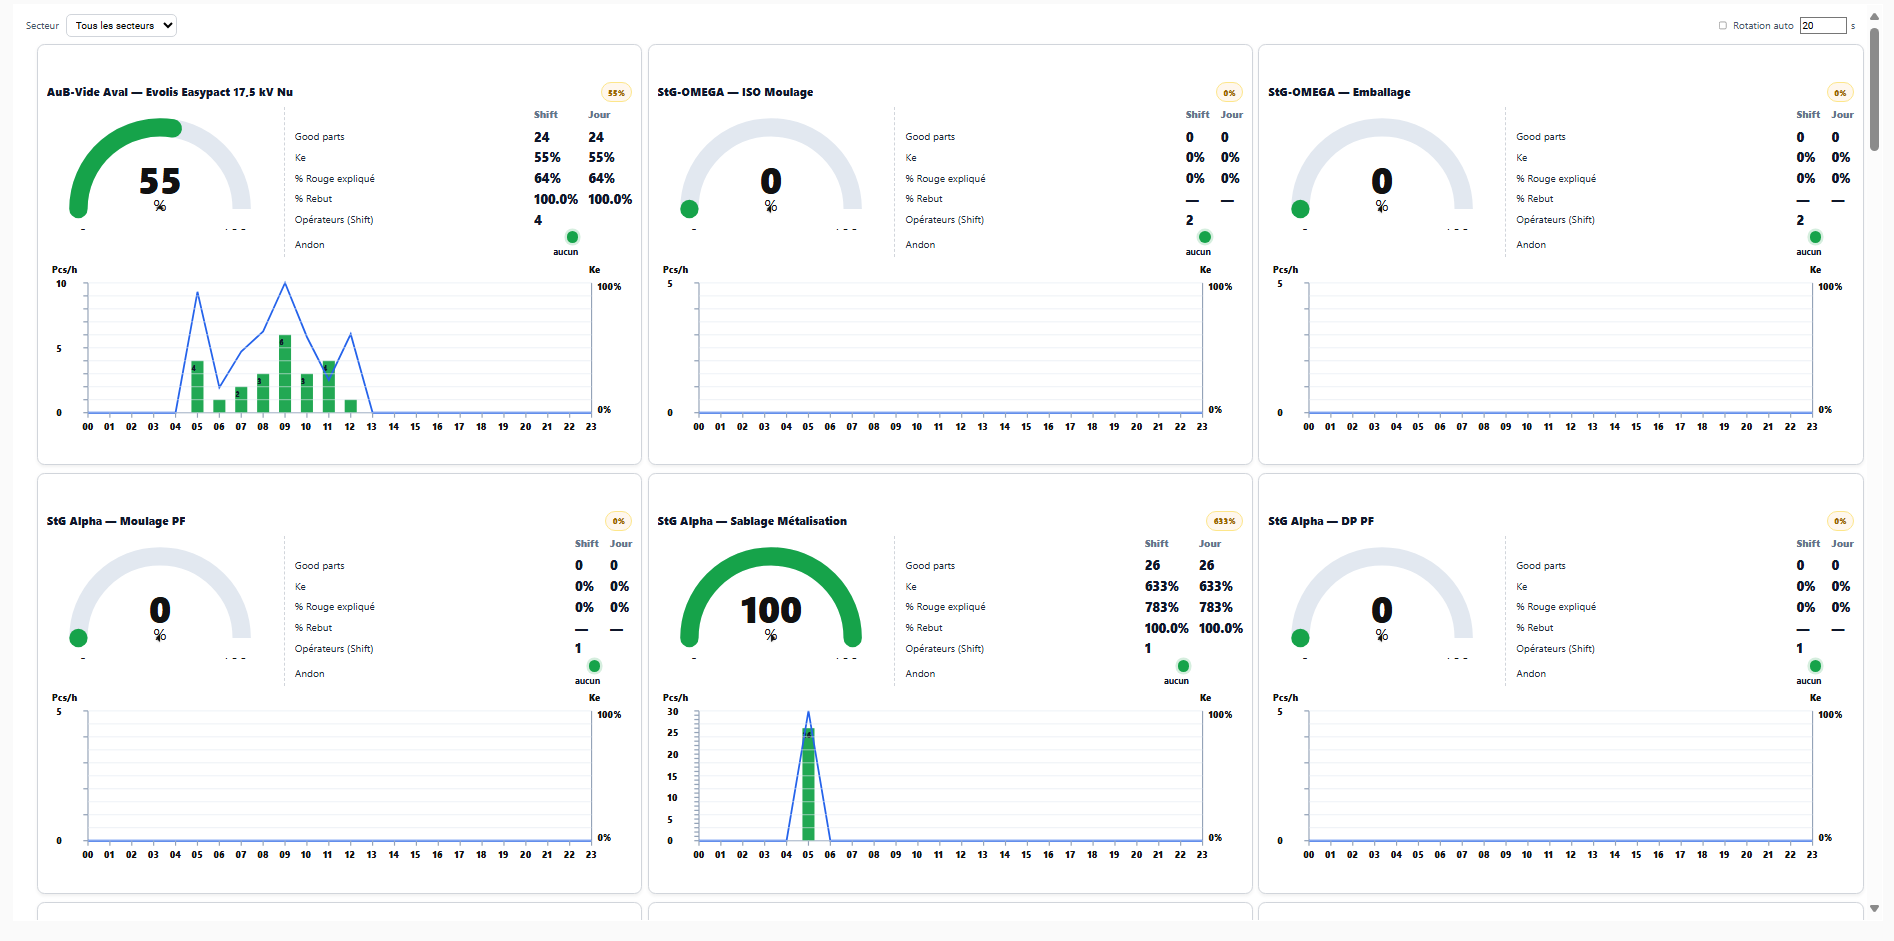 Secteur Tous les secteurs Rotation auto 20 s
AuB-Vide Aval — Evolis Easypact 17,5 kV Nu 55%
Shift Jour
Good parts 24 24
Ke 55% 55%
% Rouge expliqué 64% 64%
% Rebut 100.0% 100.0%
Opérateurs (Shift) 4
Andon
aucun
55
%
Pcs/h Ke
10 100%
5
0 0%
4 2 3 6 3 4
00 01 02 03 04 05 06 07 08 09 10 11 12 13 14 15 16 17 18 19 20 21 22 23
StG-OMEGA — ISO Moulage 0%
Shift Jour
Good parts 0 0
Ke 0% 0%
% Rouge expliqué 0% 0%
% Rebut — —
Opérateurs (Shift) 2
Andon
aucun
0
%
Pcs/h Ke
5 100%
0 0%
00 01 02 03 04 05 06 07 08 09 10 11 12 13 14 15 16 17 18 19 20 21 22 23
StG-OMEGA — Emballage 0%
Shift Jour
Good parts 0 0
Ke 0% 0%
% Rouge expliqué 0% 0%
% Rebut — —
Opérateurs (Shift) 2
Andon
aucun
0
%
Pcs/h Ke
5 100%
0 0%
00 01 02 03 04 05 06 07 08 09 10 11 12 13 14 15 16 17 18 19 20 21 22 23
StG Alpha — Moulage PF 0%
Shift Jour
Good parts 0 0
Ke 0% 0%
% Rouge expliqué 0% 0%
% Rebut — —
Opérateurs (Shift) 1
Andon
aucun
0
%
Pcs/h Ke
5 100%
0 0%
00 01 02 03 04 05 06 07 08 09 10 11 12 13 14 15 16 17 18 19 20 21 22 23
StG Alpha — Sablage Métalisation 633%
Shift Jour
Good parts 26 26
Ke 633% 633%
% Rouge expliqué 783% 783%
% Rebut 100.0% 100.0%
Opérateurs (Shift) 1
Andon
aucun
100
%
Pcs/h Ke
30 100%
25
20
15
10
5
0 0%
00 01 02 03 04 05 06 07 08 09 10 11 12 13 14 15 16 17 18 19 20 21 22 23
StG Alpha — DP PF 0%
Shift Jour
Good parts 0 0
Ke 0% 0%
% Rouge expliqué 0% 0%
% Rebut — —
Opérateurs (Shift) 1
Andon
aucun
0
%
Pcs/h Ke
5 100%
0 0%
00 01 02 03 04 05 06 07 08 09 10 11 12 13 14 15 16 17 18 19 20 21 22 23